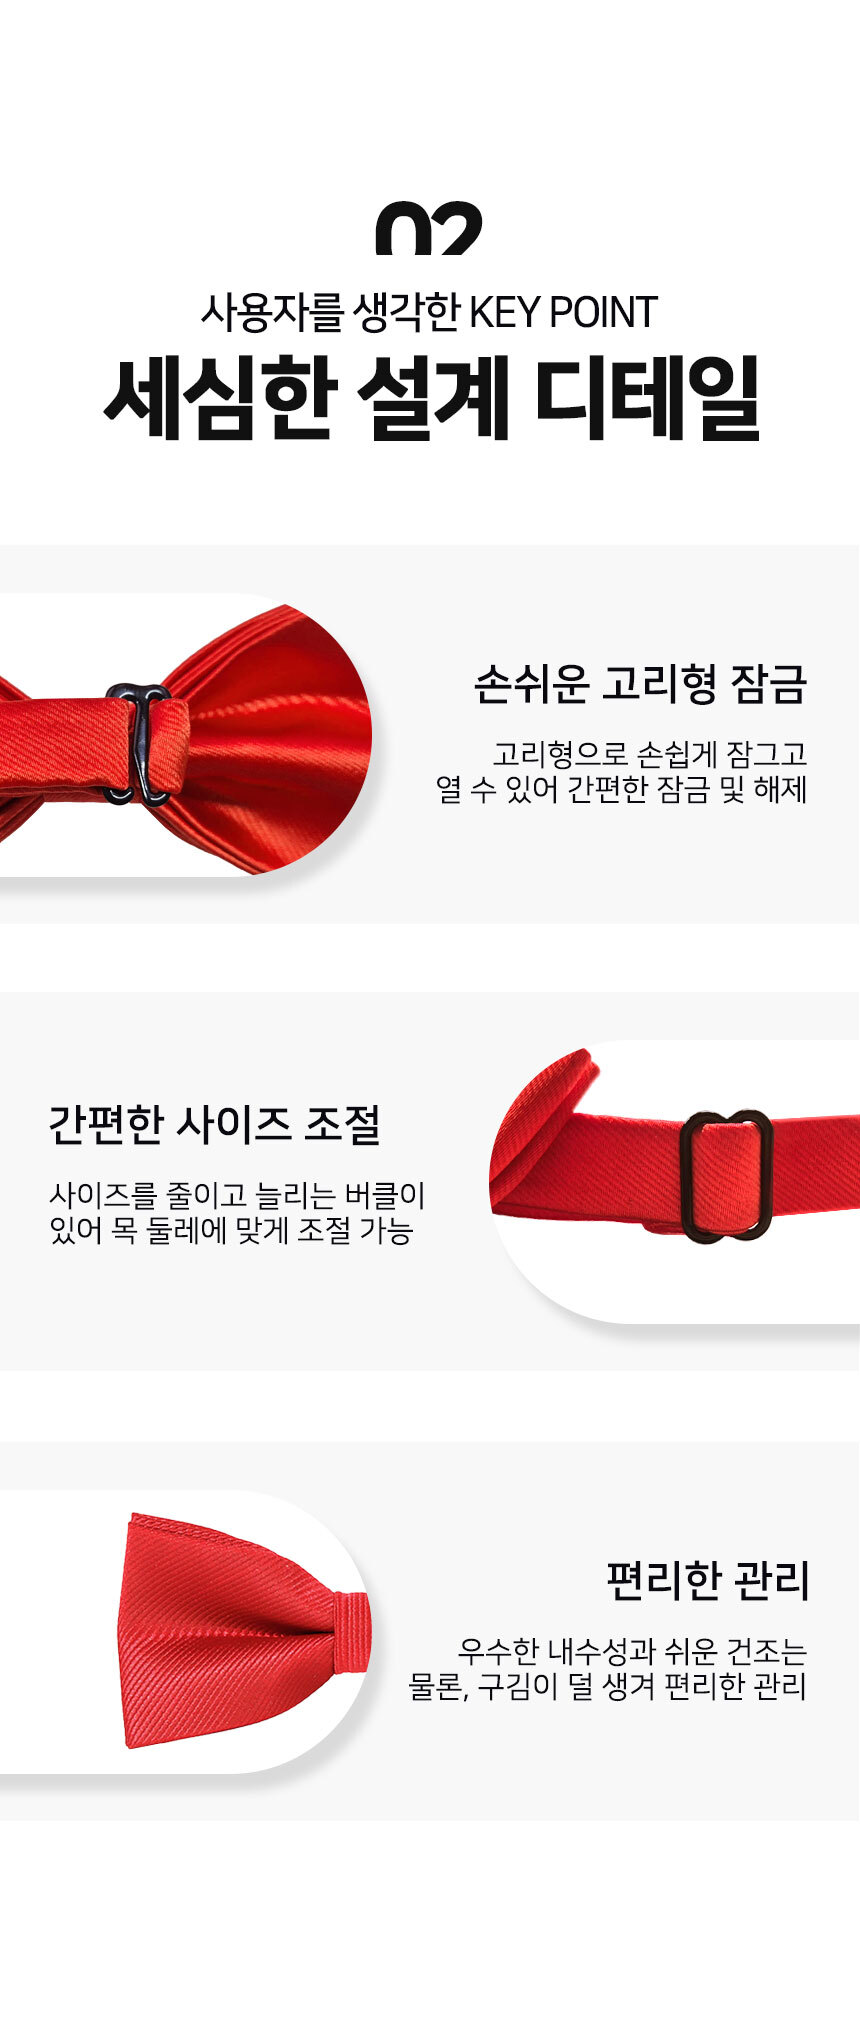 02
사용자를 생각한 KEY POINT
세심한 설계 디테일
손쉬운 고리형 잠금
고리형으로 손쉽게 잠그고
열 수 있어 간편한 잠금 및 해제
간편한 사이즈 조절
사이즈를 줄이고 늘리는 버클이
있어 목 둘레에 맞게 조절 가능
편리한 관리
우수한 내수성과 쉬운 건조는
물론, 구김이 덜 생겨 편리한 관리